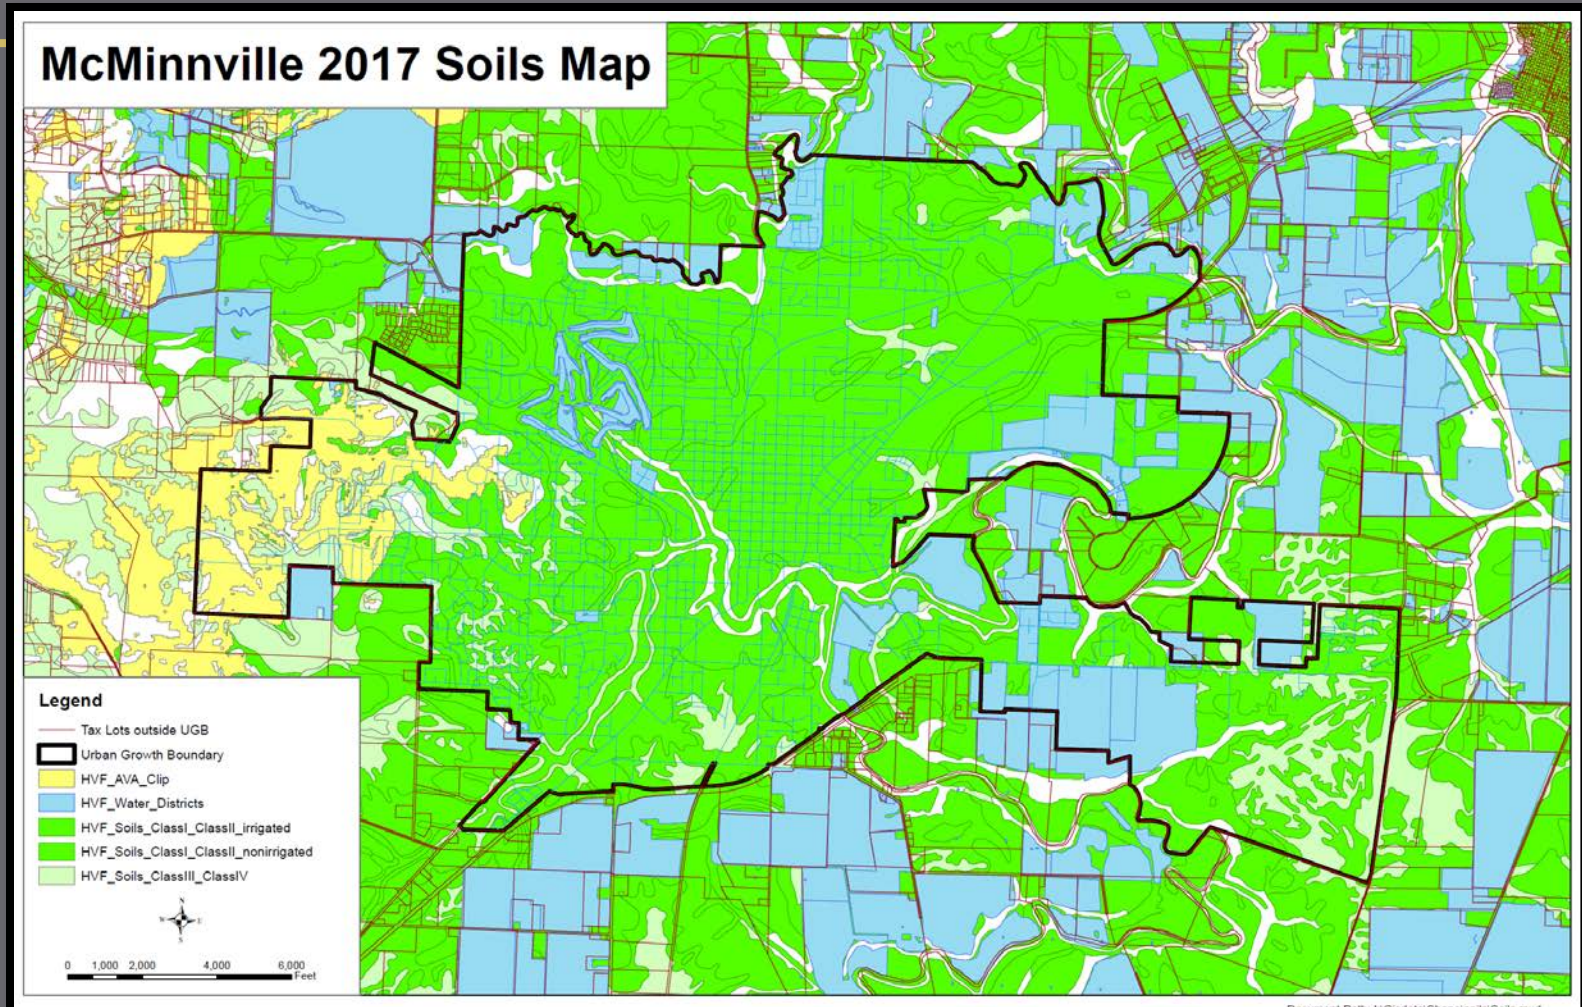 McMinnville 2017 Soils Map
Legend
Tax Lots outside UGB
Urban Growth Boundary
HVF_AVA_Clip
HVF_Water_Districts
HVF_Soils_ClassI_ClassII_irrigated
HVF_Soils_ClassI_ClassII_nonirrigated
HVF_Soils_ClassIII_ClassIV
N
W E
S
0 1,000 2,000 4,000 6,000
Feet